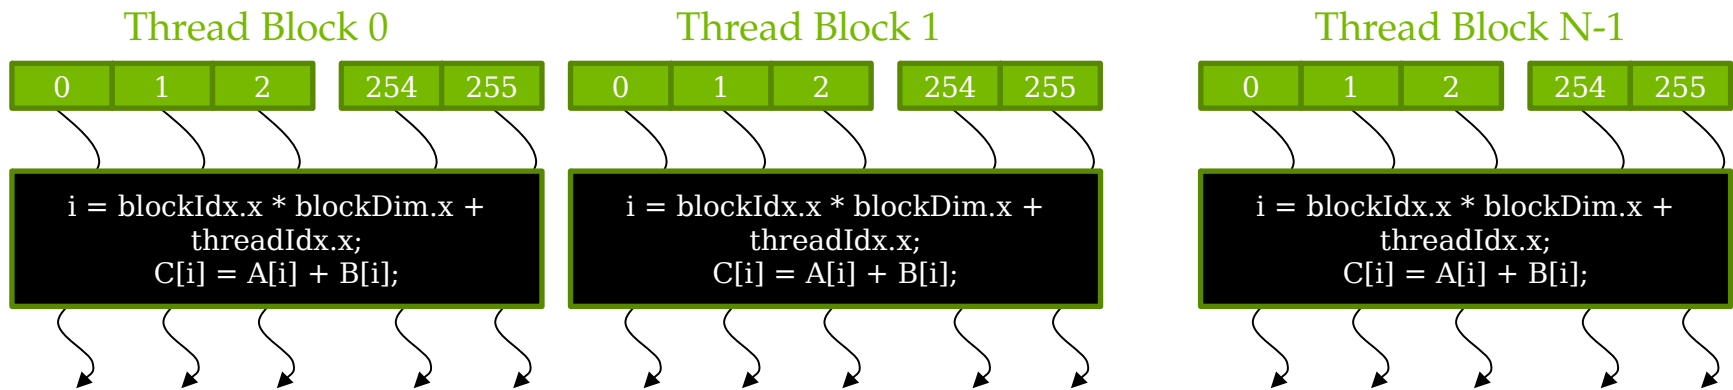 Thread Block 0
0 1 2 254 255
i = blockIdx.x * blockDim.x +
threadIdx.x;
C[i] = A[i] + B[i];
Thread Block 1
0 1 2 254 255
i = blockIdx.x * blockDim.x +
threadIdx.x;
C[i] = A[i] + B[i];
Thread Block N-1
0 1 2 254 255
i = blockIdx.x * blockDim.x +
threadIdx.x;
C[i] = A[i] + B[i];